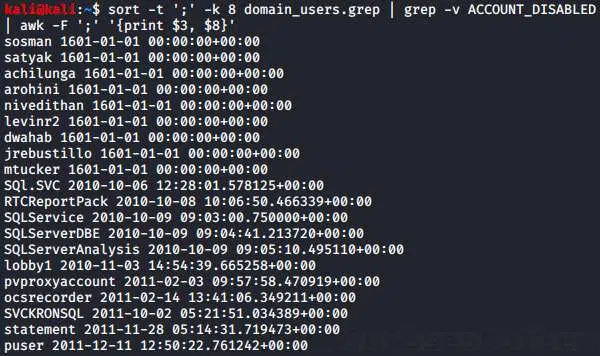 kali@kali:~$ sort -t ';' -k 8 domain_users.grep | grep -v ACCOUNT_DISABLED
| awk -F ';' '{print $3, $8}'
sosman 1601-01-01 00:00:00+00:00
satyak 1601-01-01 00:00:00+00:00
achilunga 1601-01-01 00:00:00+00:00
arohini 1601-01-01 00:00:00+00:00
nivedithan 1601-01-01 00:00:00+00:00
levinr2 1601-01-01 00:00:00+00:00
dwahab 1601-01-01 00:00:00+00:00
jrebustillo 1601-01-01 00:00:00+00:00
mtucker 1601-01-01 00:00:00+00:00
SQl.SVC 2010-10-06 12:28:01.578125+00:00
RTCReportPack 2010-10-08 10:06:50.466339+00:00
SQLService 2010-10-09 09:03:00.750000+00:00
SQLServerDBE 2010-10-09 09:04:41.213720+00:00
SQLServerAnalysis 2010-10-09 09:05:10.495110+00:00
lobby1 2010-11-03 14:54:39.665258+00:00
pvproxyaccount 2011-02-03 09:57:58.470919+00:00
ocsrecorder 2011-02-14 13:41:06.349211+00:00
SVCKRONSQL 2011-10-02 05:21:51.034389+00:00
statement 2011-11-28 05:14:31.719473+00:00
puser 2011-12-11 12:50:22.761242+00:00